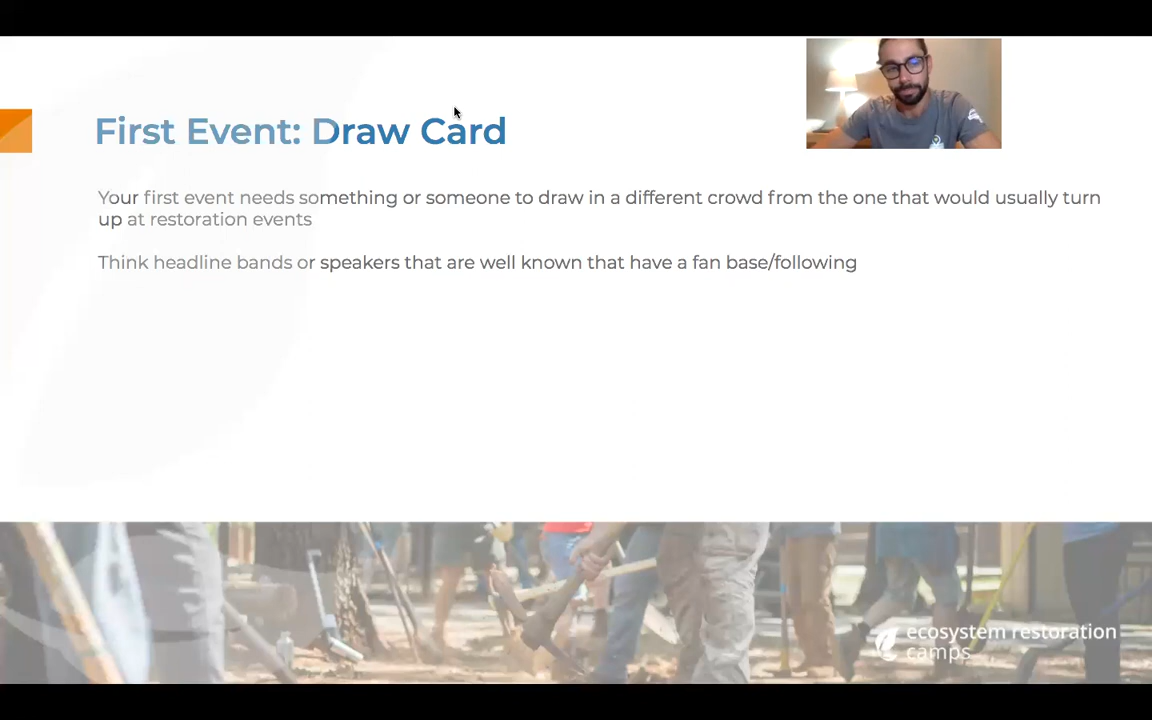 First Event: Draw Card
Your first event needs something or someone to draw in a different crowd from the one that would usually turn
up at restoration events
Think headline bands or speakers that are well known that have a fan base/following
ecosystem restoration
camps